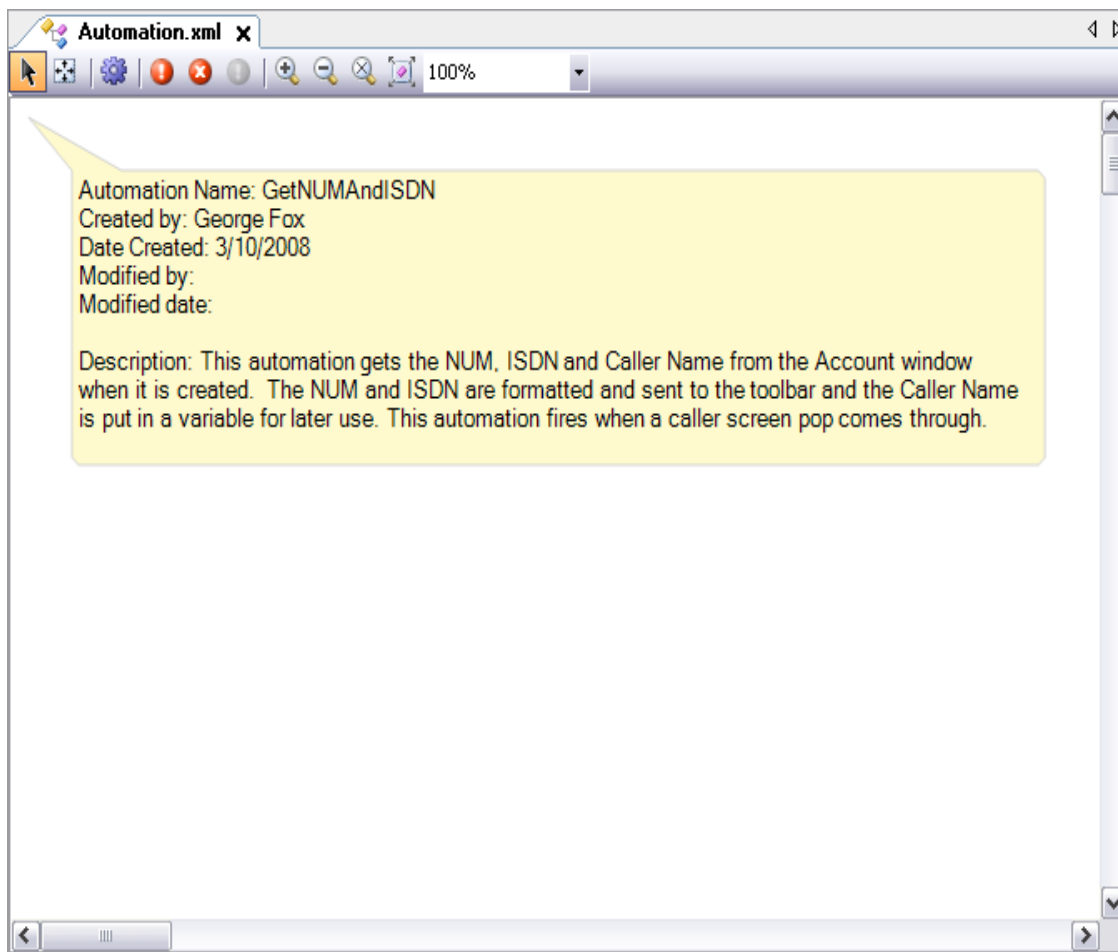 Automation.xml
100%
Automation Name: GetNUMAndISDN
Created by: George Fox
Date Created: 3/10/2008
Modified by:
Modified date:
Description: This automation gets the NUM, ISDN and Caller Name from the Account window
when it is created.  The NUM and ISDN are formatted and sent to the toolbar and the Caller Name
is put in a variable for later use. This automation fires when a caller screen pop comes through.